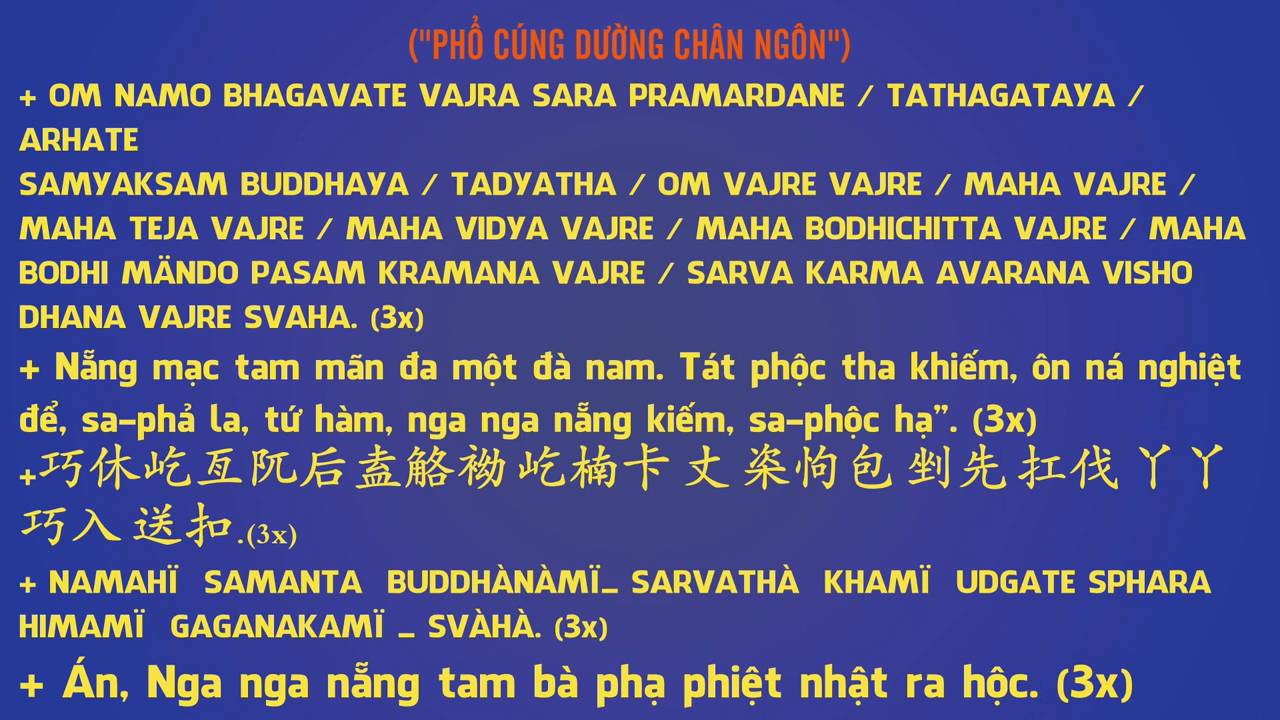 ("PHỔ CÚNG DƯỜNG CHÂN NGÔN")
+ OM NAMO BHAGAVATE VAJRA SARA PRAMARDANE / TATHAGATAYA /
ARHATE
SAMYAKSAM BUDDHAYA / TADYATHA / OM VAJRE VAJRE / MAHA VAJRE /
MAHA TEJA VAJRE / MAHA VIDYA VAJRE / MAHA BODHICHITTA VAJRE / MAHA
BODHI MÄNDO PASAM KRAMANA VAJRE / SARVA KARMA AVARANA VISHO
DHANA VAJRE SVAHA. (3x)
+ Nẵng mạc tam mãn đa một đà nam. Tát phộc tha khiếm, ôn ná nghiệt
để, sa-phả la, tứ hàm, nga nga nẵng kiếm, sa-phộc hạ”. (3x)
+巧休屹亙阢后盍觡袎屹楠卡丈楶恦包剉先扛伐丫丫
巧入送扣.(3x)
+ NAMAHÏ SAMANTA BUDDHÀNÀMÏ_ SARVATHÀ KHAMÏ UDGATE SPHARA
HIMAMÏ GAGANAKAMÏ _ SVÀHÀ. (3x)
+ Án, Nga nga nẵng tam bà phạ phiệt nhật ra hộc. (3x)